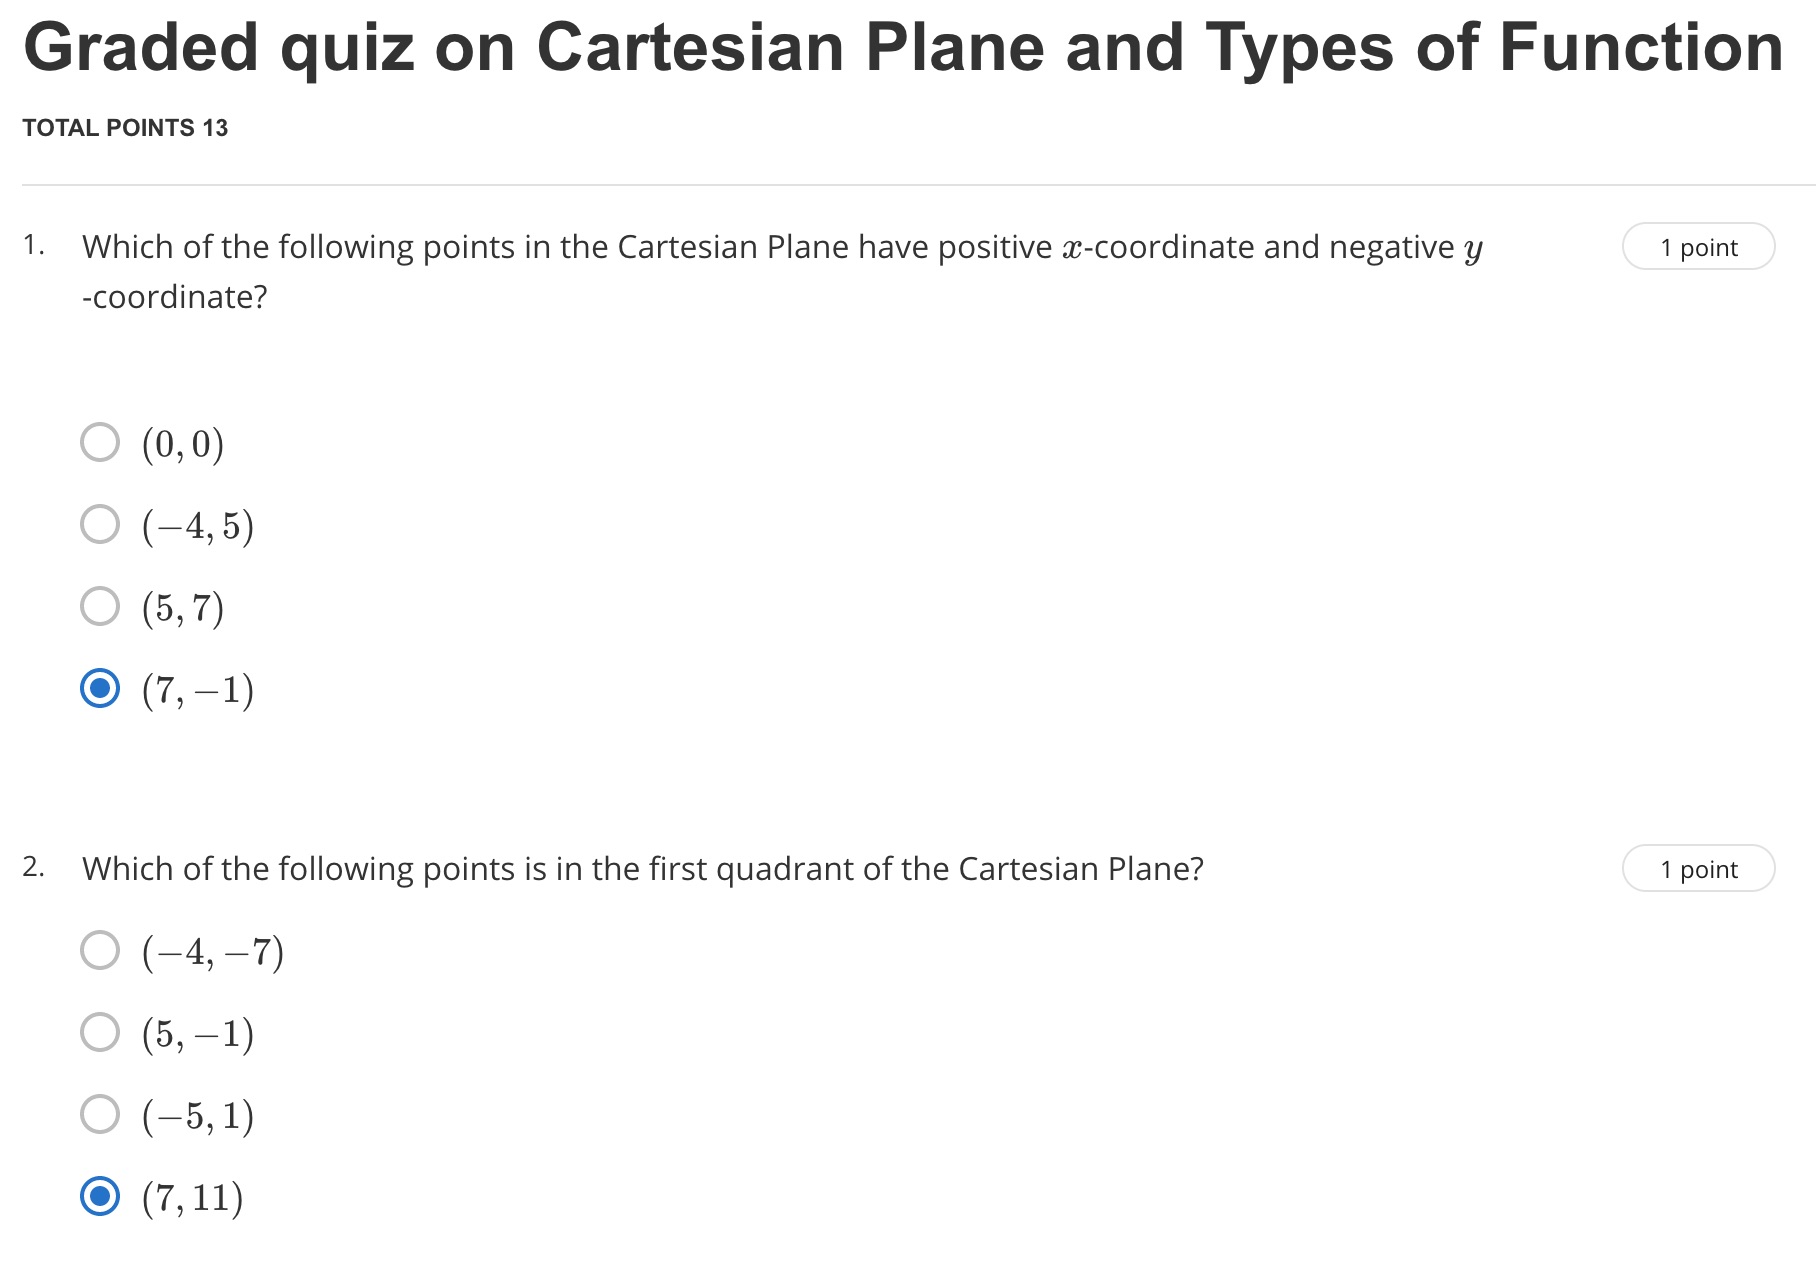 Graded quiz on Cartesian Plane and Types of Function
TOTAL POINTS 13
1. Which of the following points in the Cartesian Plane have positive x-coordinate and negative y
-coordinate?
1 point
(0, 0)
(−4, 5)
(5, 7)
(7, −1)
2. Which of the following points is in the first quadrant of the Cartesian Plane?
1 point
(−4, −7)
(5, −1)
(−5, 1)
(7, 11)